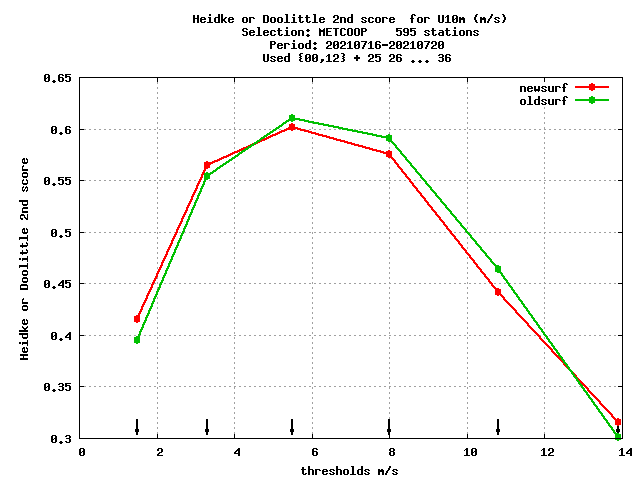 Heidke or Doolittle 2nd score  for U10m (m/s)
Selection: METCOOP    595 stations
Period: 20210716-20210720
Used {00,12} + 25 26 ... 36
newsurf
oldsurf
Heidke or Doolittle 2nd score
0.65
0.6
0.55
0.5
0.45
0.4
0.35
0.3
0 2 4 6 8 10 12 14
thresholds m/s